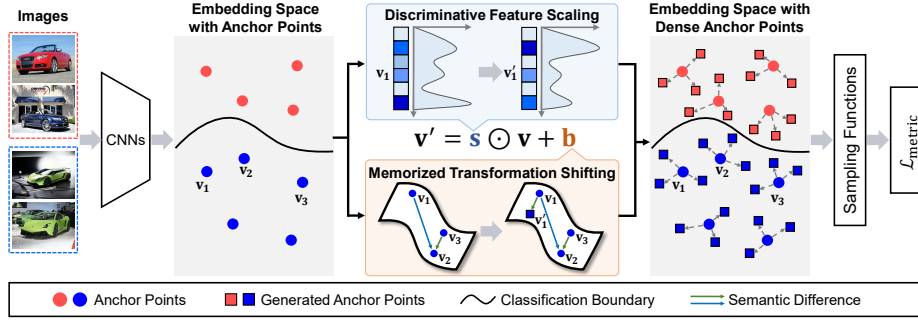 Images
Embedding Space
with Anchor Points
Discriminative Feature Scaling
Embedding Space with
Dense Anchor Points
CNNs
v₁
v₂
v₃
v₁
v₁′
v′ = s ⊙ v + b
Memorized Transformation Shifting
v₁
v₃
v₂
v₁
v₁′
v₃
v₂
v₁
v₂
v₃
Sampling Functions
ℒmetric
Anchor Points
Generated Anchor Points
Classification Boundary
Semantic Difference